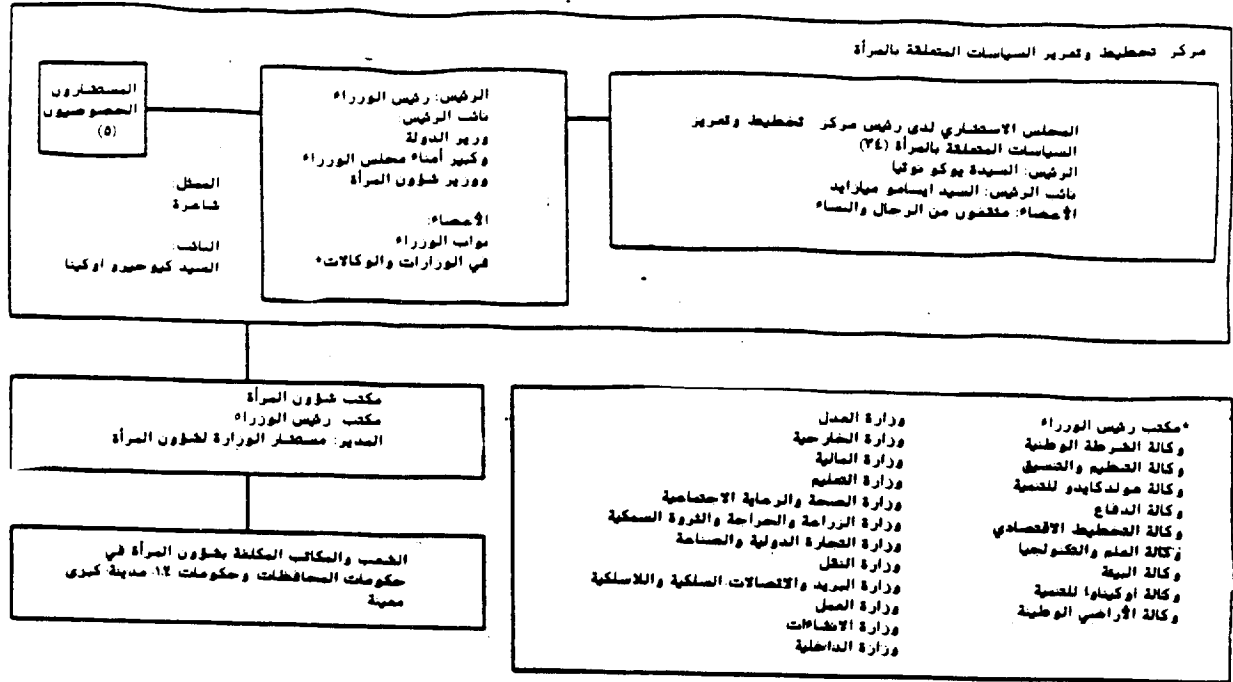 مركز تخطيط وتعزيز السياسات المتعلقة بالمرأة
المستشارون
الخصوصيون
(٥)
الممثل:
شاغرة
النائب:
السيد كيوحيرو اوكينا
الرئيس: رئيس الوزراء
نائب الرئيس:
وزير الدولة
وكبير أمناء مجلس الوزراء
ووزير شؤون المرأة
الأعضاء:
نواب الوزراء
في الوزارات والوكالات*
المجلس الاستشاري لدى رئيس مركز تخطيط وتعزيز
السياسات المتعلقة بالمرأة (٣٤)
الرئيس: السيدة يوكو نوتيا
نائب الرئيس: السيد ايسامو ميازايد
الأعضاء: مثقفون من الرجال والنساء
مكتب شؤون المرأة
مكتب رئيس الوزراء
المدير: مستشار الوزارة لشؤون المرأة
الشعب والمكاتب المكلفة بشؤون المرأة في
حكومات المحافظات وحكومات ١٢ مدينة كبرى
معينة
*مكتب رئيس الوزراء
وكالة الشرطة الوطنية
وكالة التنظيم والتنسيق
وكالة هولدكايدو للتنمية
وكالة الدفاع
وكالة التخطيط الاقتصادي
وكالة العلم والتكنولجيا
وكالة البيئة
وكالة اوكيناوا للتنمية
وكالة الأراضي الوطنية
وزارة العدل
وزارة الخارجية
وزارة المالية
وزارة التعليم
وزارة الصحة والرعاية الاجتماعية
وزارة الزراعة والحراجة والثروة السمكية
وزارة التجارة الدولية والصناعة
وزارة النقل
وزارة البريد والاتصالات السلكية واللاسلكية
وزارة العمل
وزارة الانشاءات
وزارة الداخلية